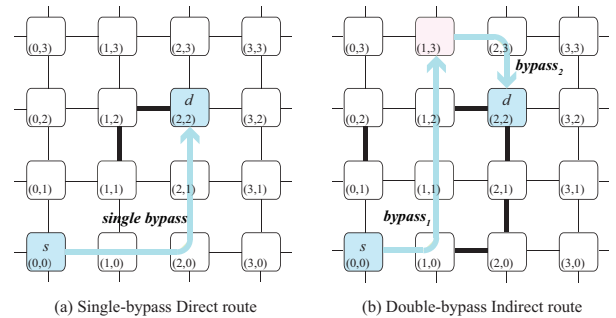 (0,3) (1,3) (2,3) (3,3) (0,3) (1,3) (2,3) (3,3)
bypass2
d d
(0,2) (1,2) (2,2) (3,2) (0,2) (1,2) (2,2) (3,2)
(0,1) (1,1) (2,1) (3,1) (0,1) (1,1) (2,1) (3,1)
single bypass bypass1
s s
(0,0) (1,0) (2,0) (3,0) (0,0) (1,0) (2,0) (3,0)
(a) Single-bypass Direct route (b) Double-bypass Indirect route